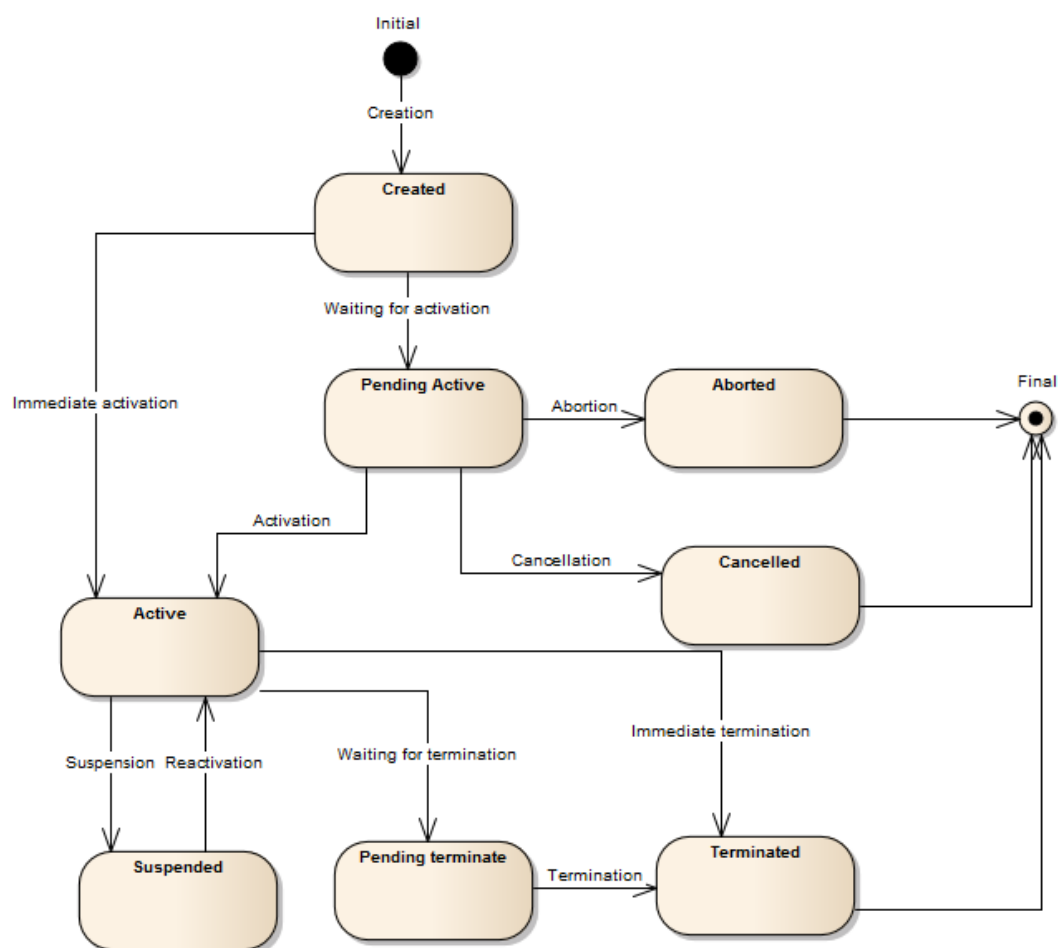 Initial
Creation
Created
Waiting for activation
Pending Active
Aborted
Final
Immediate activation
Abortion
Activation
Cancellation
Cancelled
Active
Immediate termination
Waiting for termination
Suspension
Reactivation
Suspended
Pending terminate
Terminated
Termination